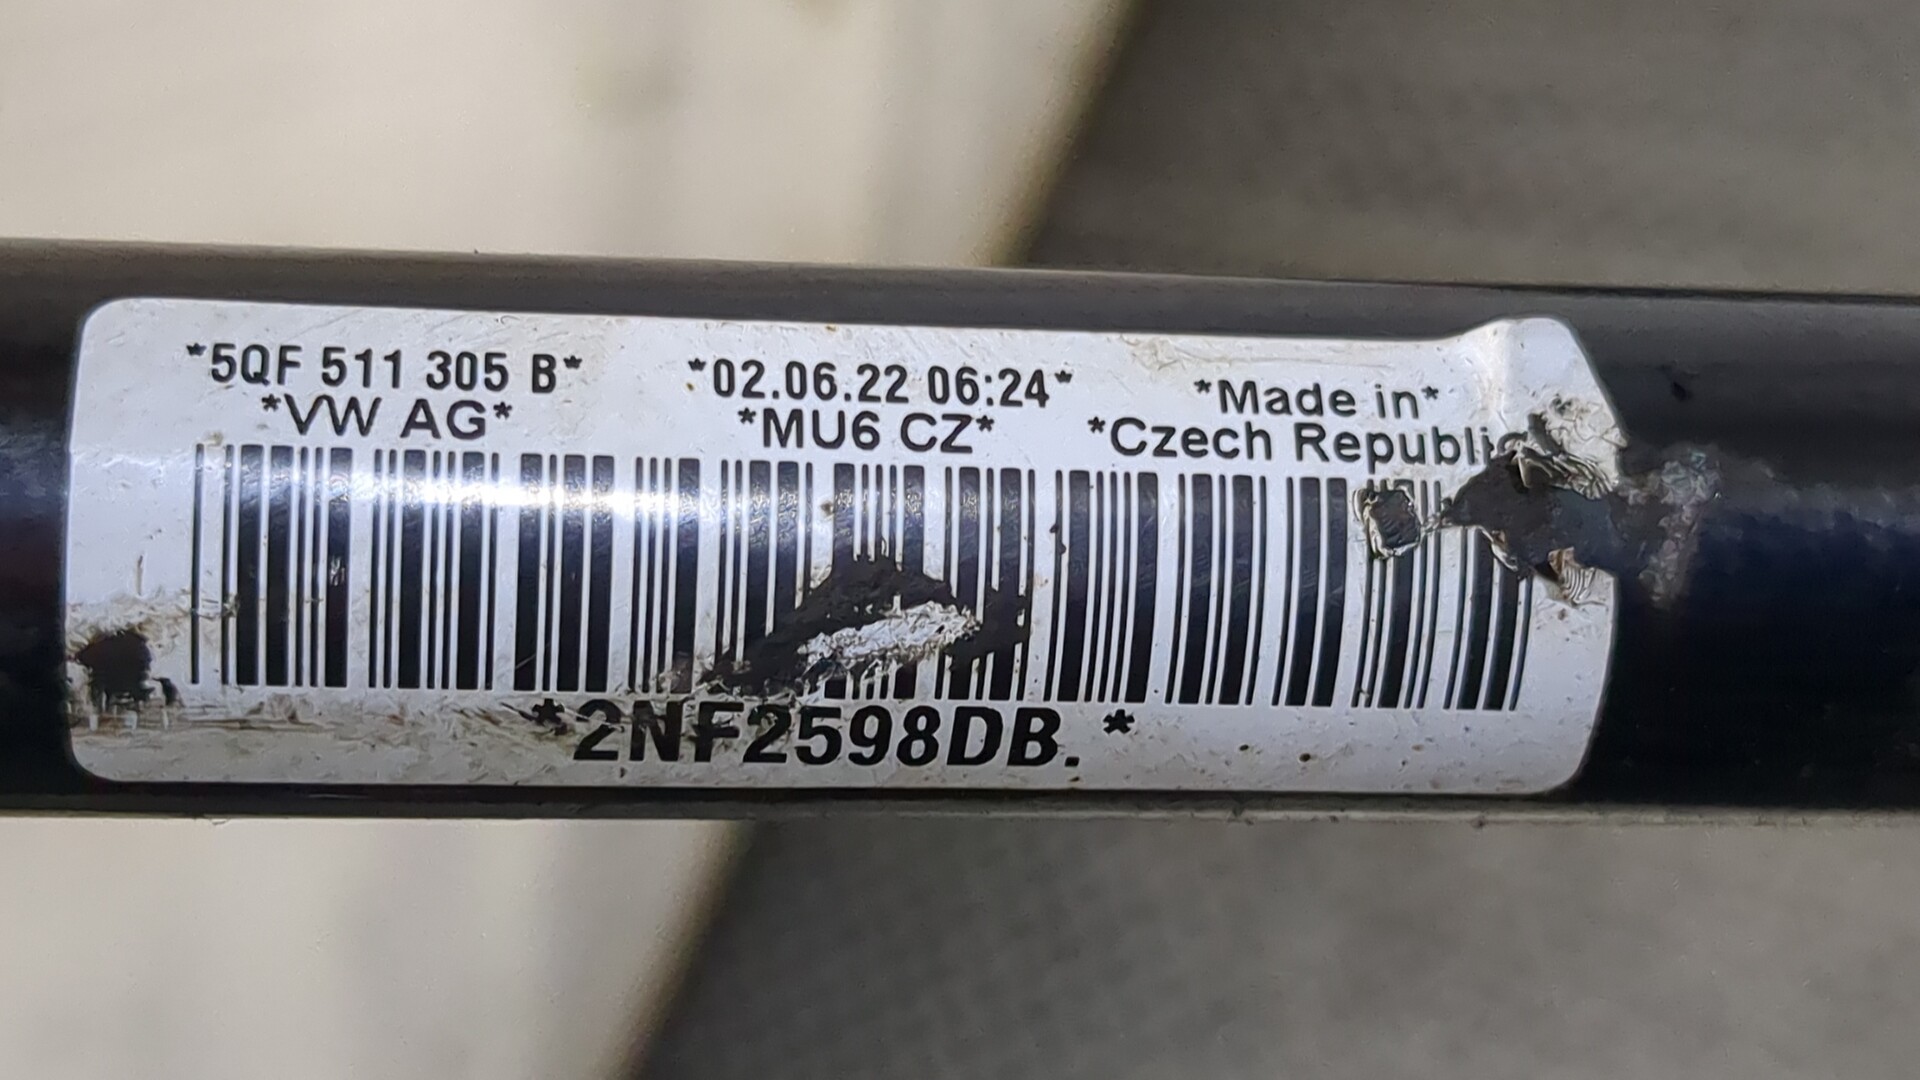 *5QF 511 305 B* *02.06.22 06:24* *Made in*
*VW AG* *MU6 CZ* *Czech Republic
*2NF2598DB. *